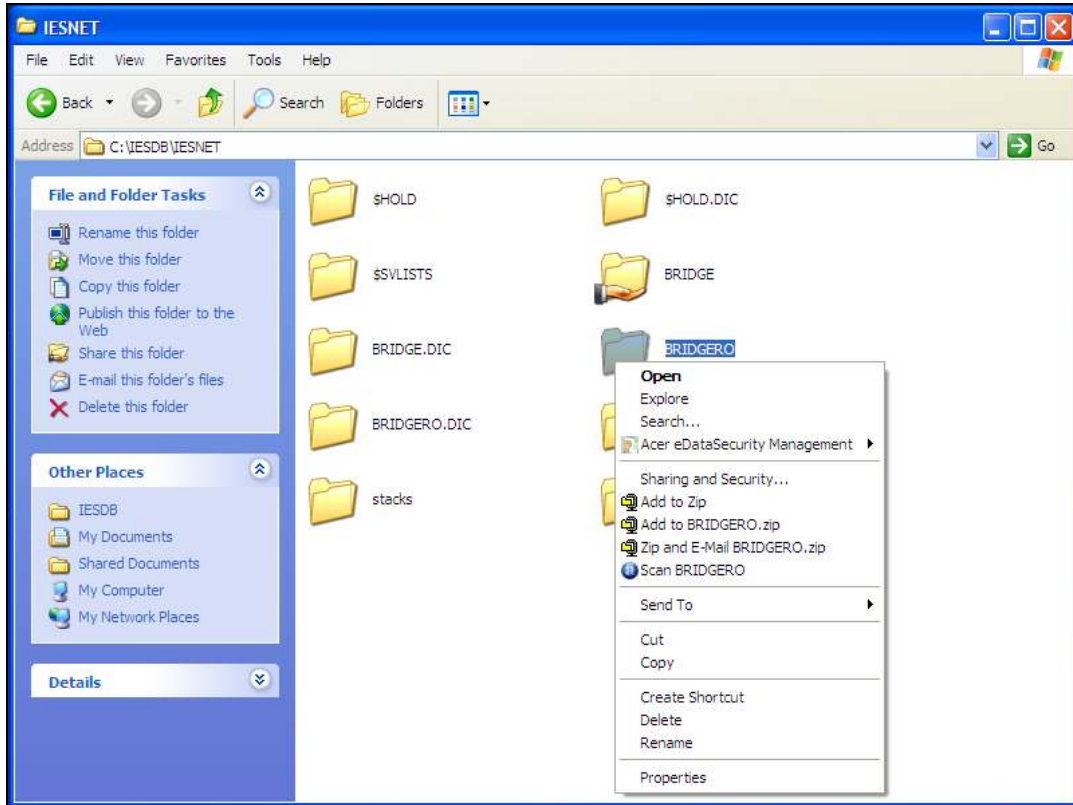 IESNET
File Edit View Favorites Tools Help
Back Search Folders
Address C:\IESDB\IESNET Go
File and Folder Tasks
Rename this folder
Move this folder
Copy this folder
Publish this folder to the
Web
Share this folder
E-mail this folder's files
Delete this folder
Other Places
IESDB
My Documents
Shared Documents
My Computer
My Network Places
Details
$HOLD
$HOLD.DIC
$SVLISTS
BRIDGE
BRIDGE.DIC
BRIDGERO
BRIDGERO.DIC
stacks
Open
Explore
Search...
Acer eDataSecurity Management
Sharing and Security...
Add to Zip
Add to BRIDGERO.zip
Zip and E-Mail BRIDGERO.zip
Scan BRIDGERO
Send To
Cut
Copy
Create Shortcut
Delete
Rename
Properties